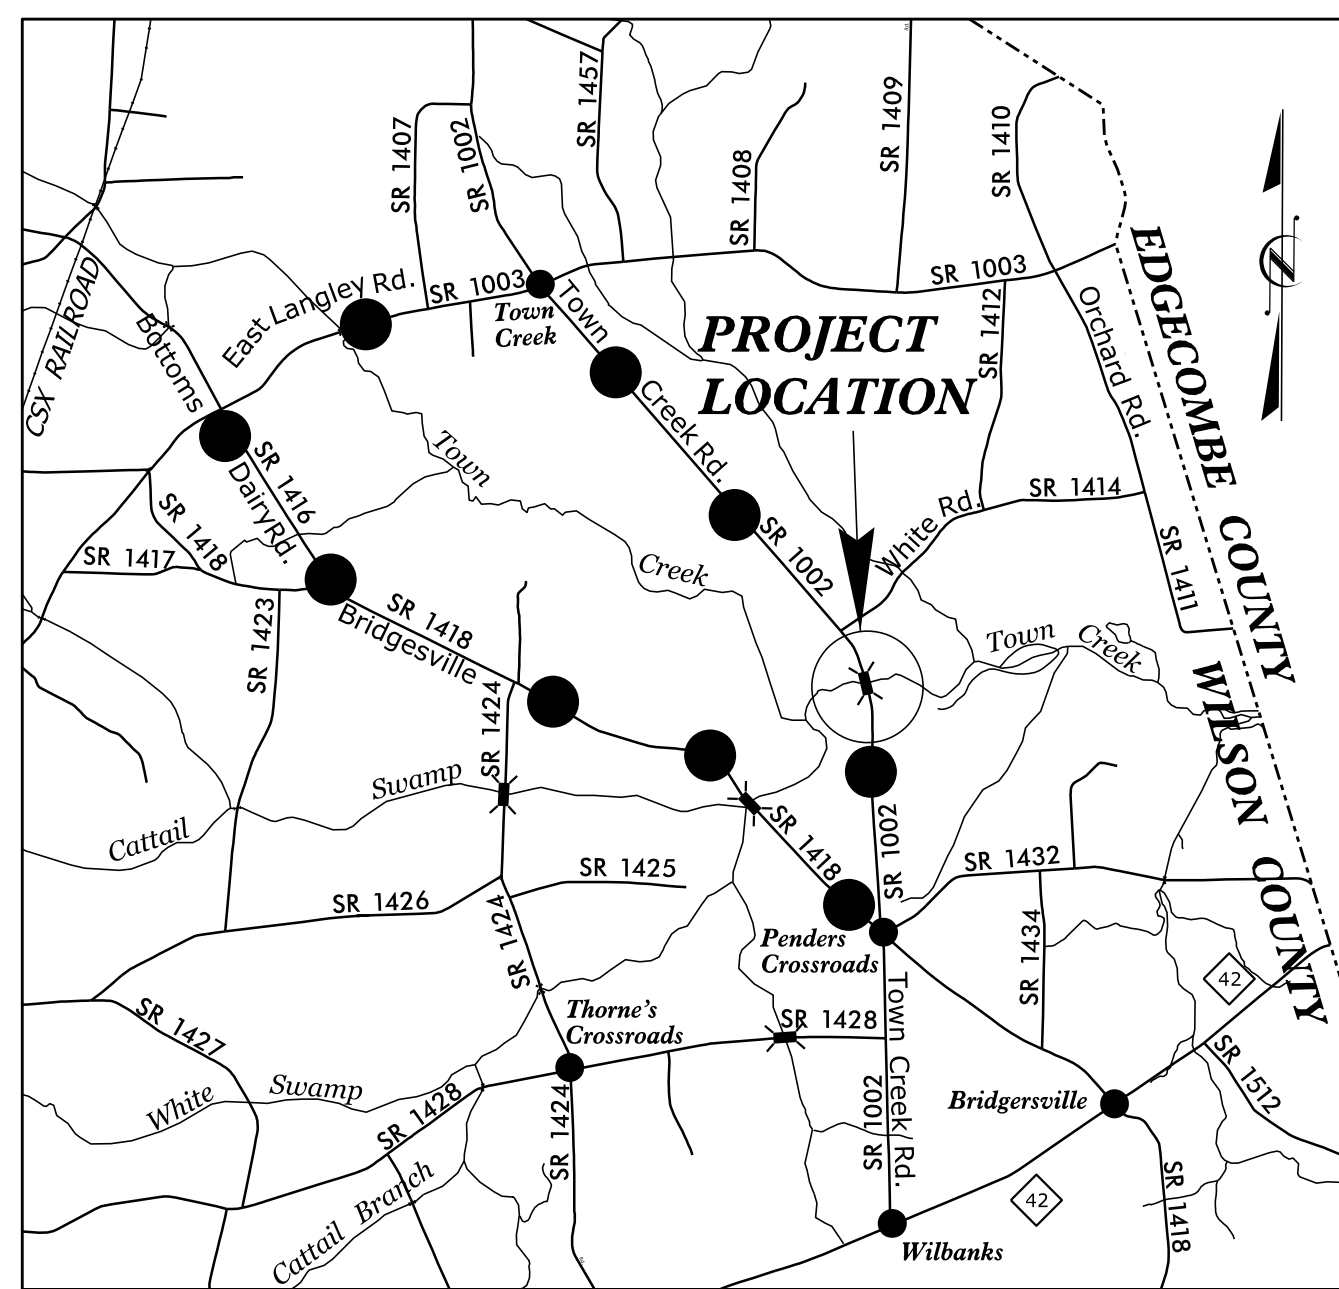 SR 1457
SR 1409
SR 1407
SR 1002
SR 1410
SR 1408
EDGECOMBE COUNTY
CSX RAILROAD
East Langley Rd.
SR 1003
SR 1003
Town
Creek
Town
Creek Rd.
SR 1412
Orchard Rd.
PROJECT
LOCATION
Bottoms
SR 1416
Dairy Rd.
Town
Creek
SR 1418
SR 1417
SR 1002
White Rd.
SR 1414
SR 1411
SR 1423
SR 1418
Bridgesville
SR 1424
Town
Creek
WILSON COUNTY
Swamp
Cattail
SR 1418
SR 1002
SR 1432
SR 1425
SR 1426
SR 1424
Penders
Crossroads
SR 1434
42
Thorne's
Crossroads
SR 1427
SR 1428
Town Creek Rd.
SR 1002
White
Swamp
SR 1428
SR 1424
Bridgersville
SR 1512
Cattail Branch
42
SR 1418
Wilbanks